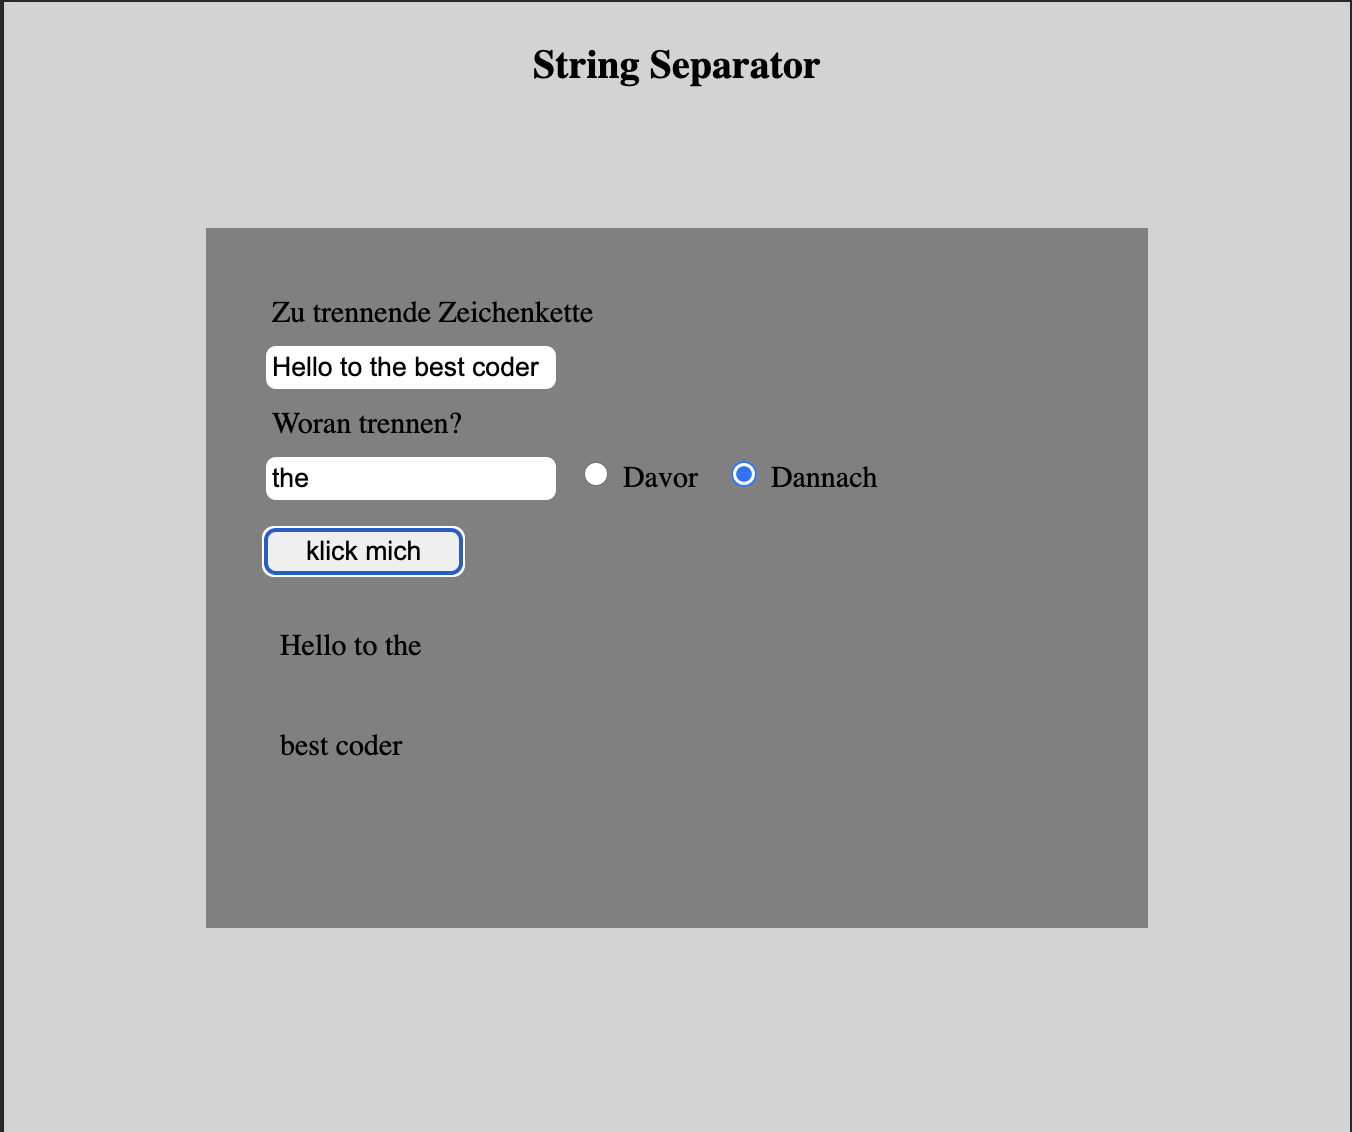 String Separator
Zu trennende Zeichenkette
Hello to the best coder
Woran trennen?
the Davor Dannach
klick mich
Hello to the
best coder